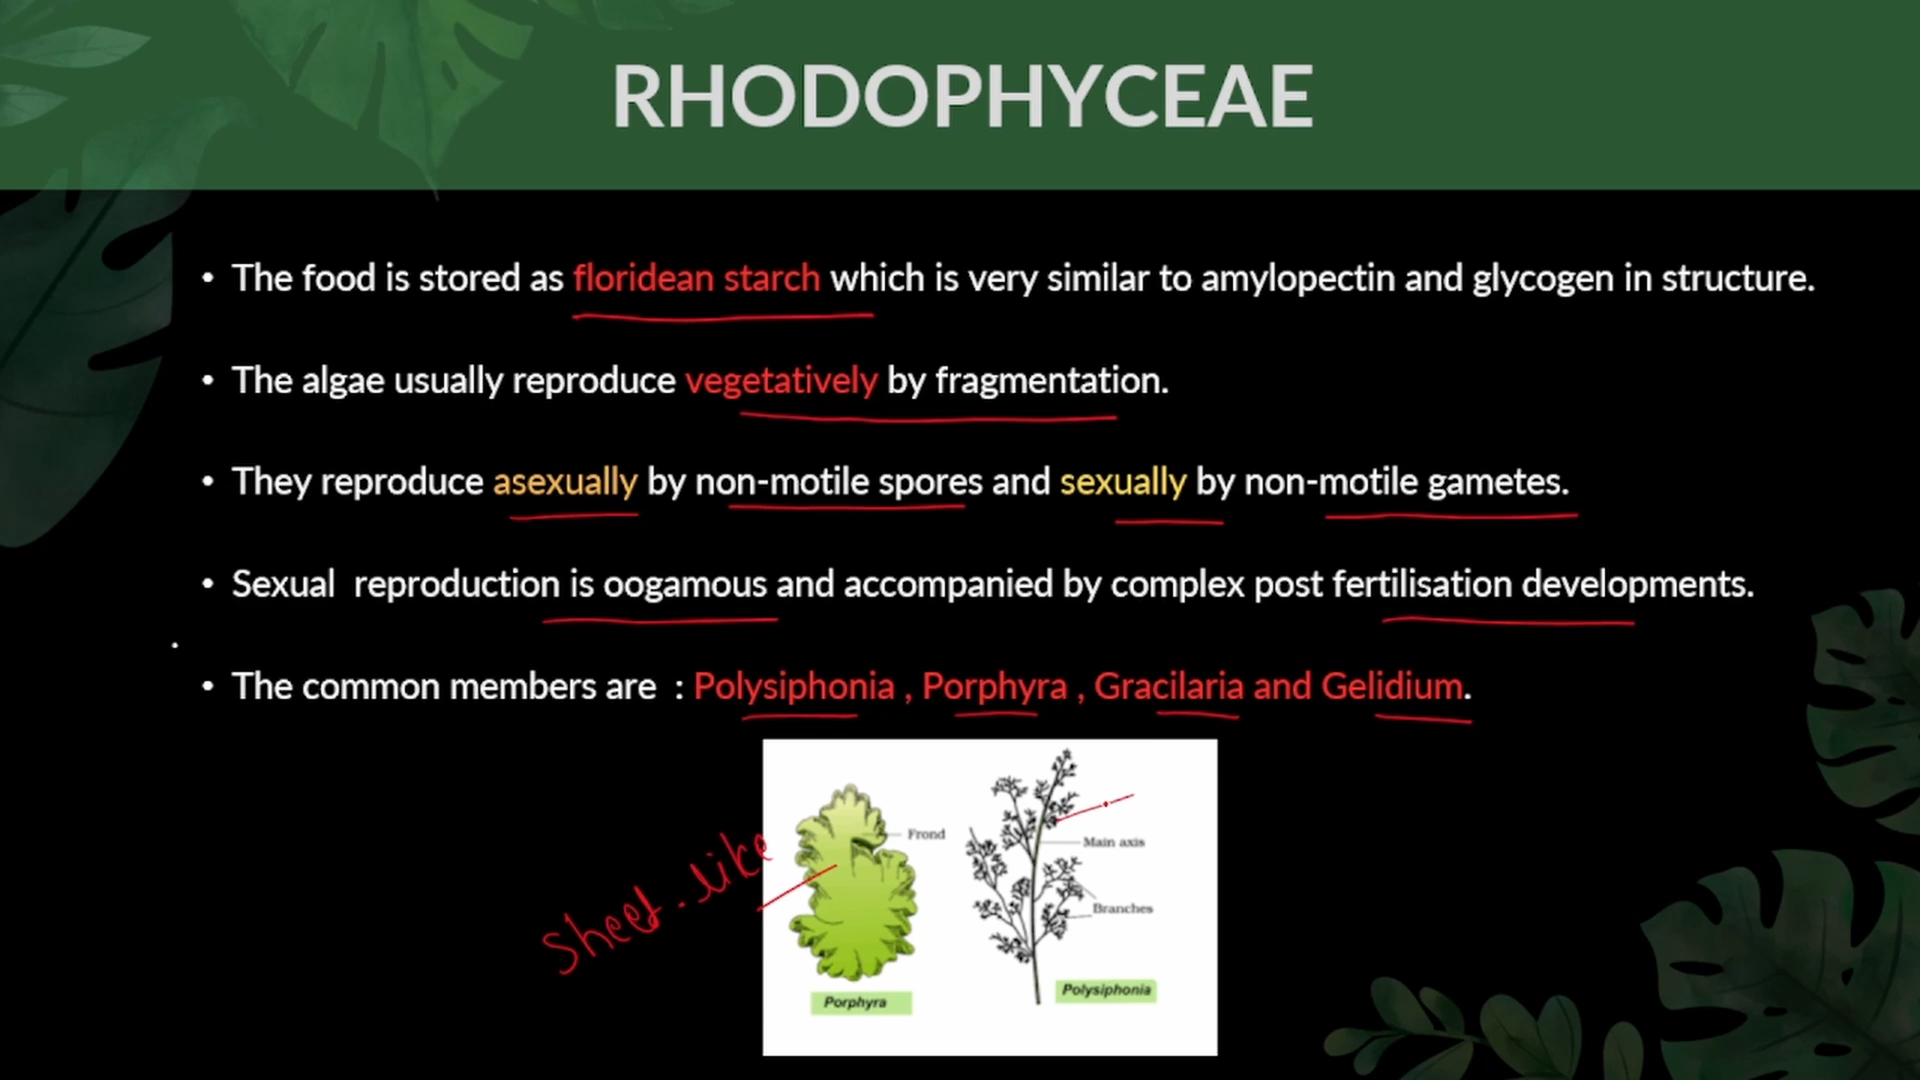 RHODOPHYCEAE
• The food is stored as floridean starch which is very similar to amylopectin and glycogen in structure.
• The algae usually reproduce vegetatively by fragmentation.
• They reproduce asexually by non-motile spores and sexually by non-motile gametes.
• Sexual reproduction is oogamous and accompanied by complex post fertilisation developments.
• The common members are : Polysiphonia , Porphyra , Gracilaria and Gelidium.
Sheet-like
Frond
Porphyra
Main axis
Branches
Polysiphonia